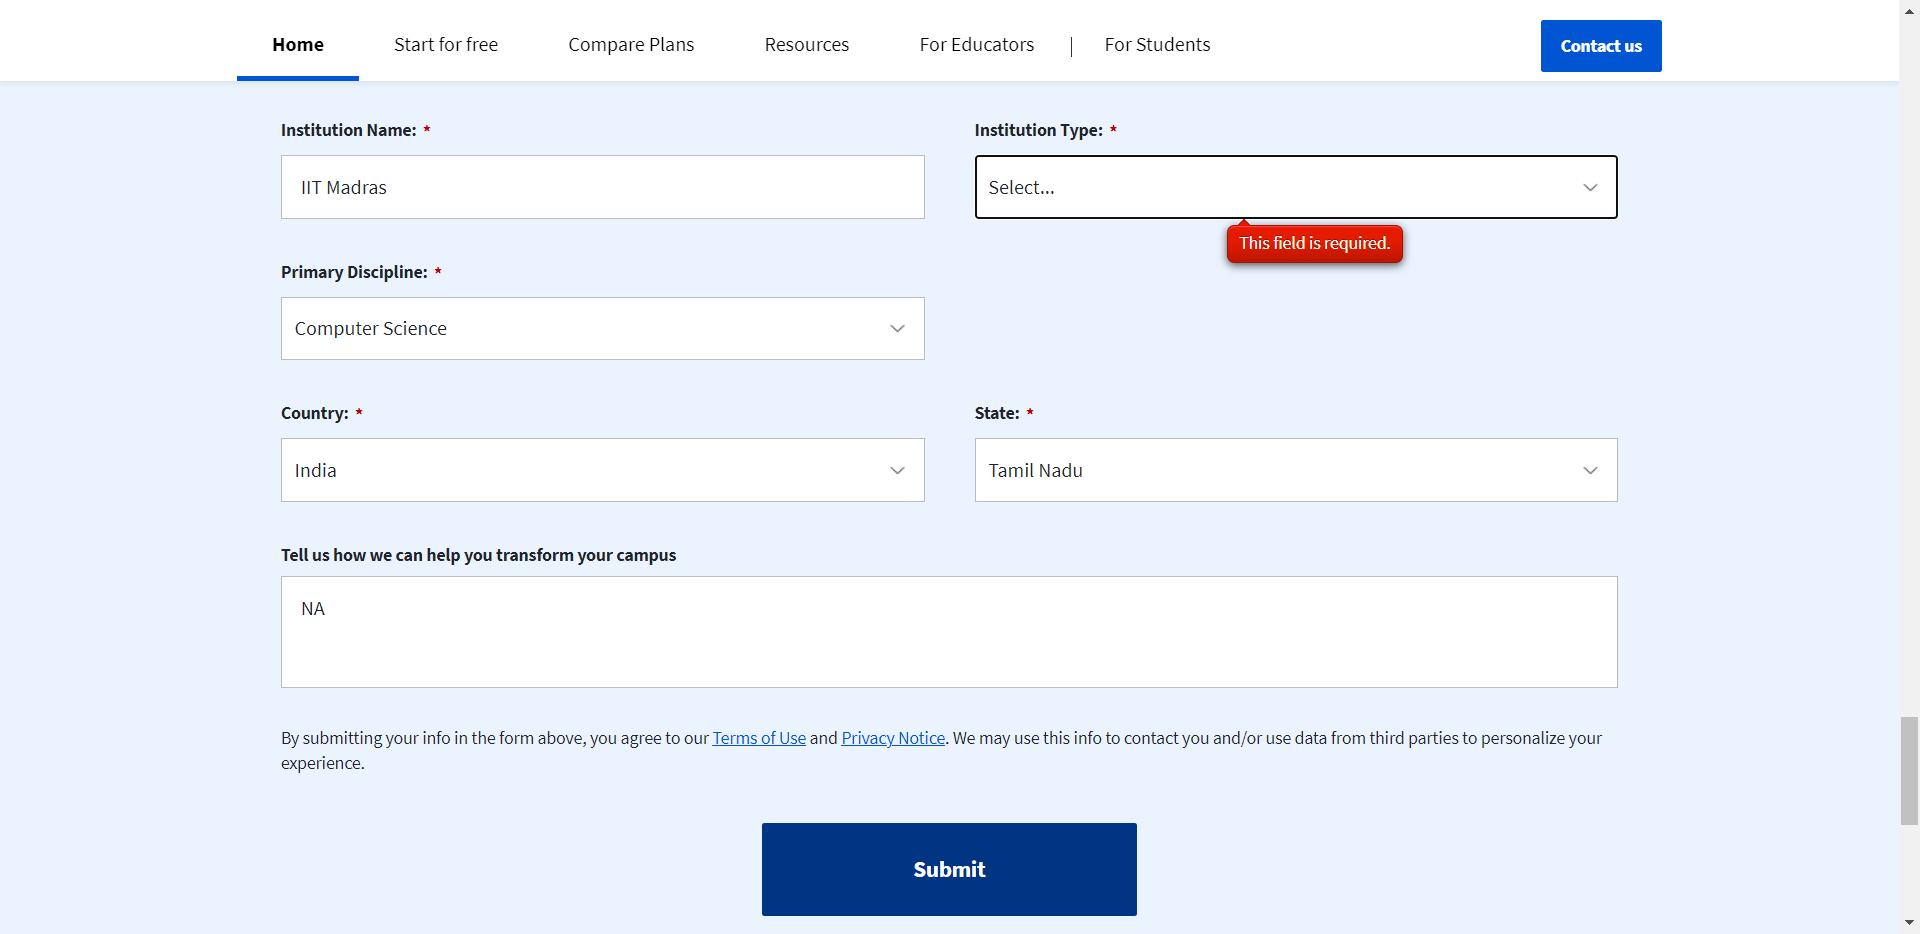 Home Start for free Compare Plans Resources For Educators | For Students Contact us
Institution Name: * Institution Type: *
IIT Madras Select...
This field is required.
Primary Discipline: *
Computer Science
Country: * State: *
India Tamil Nadu
Tell us how we can help you transform your campus
NA
By submitting your info in the form above, you agree to our Terms of Use and Privacy Notice. We may use this info to contact you and/or use data from third parties to personalize your
experience.
Submit